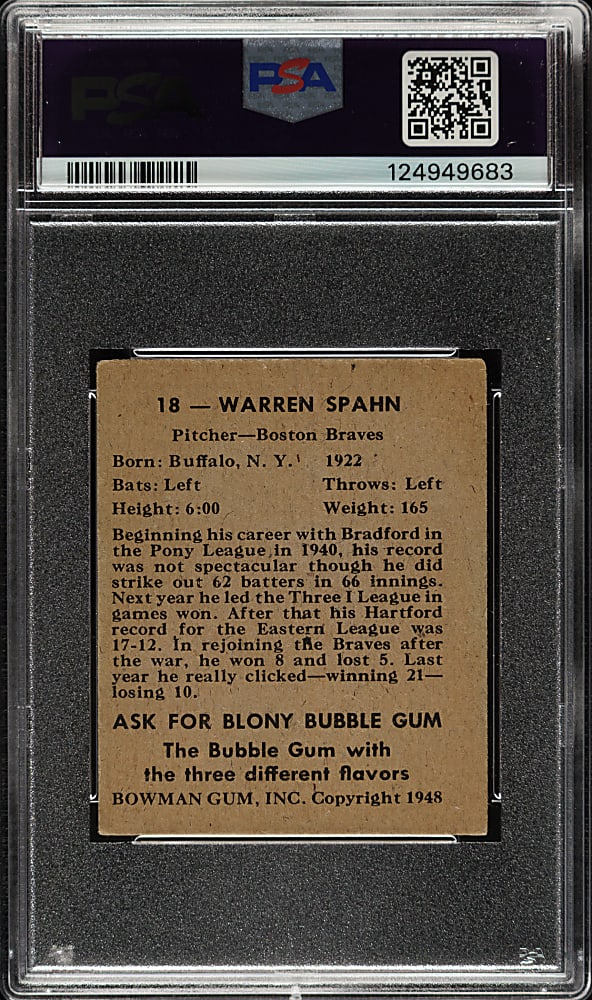 PSA
PSA
124949683
18 — WARREN SPAHN
Pitcher—Boston Braves
Born: Buffalo, N. Y. 1922
Bats: Left Throws: Left
Height: 6:00 Weight: 165
Beginning his career with Bradford in
the Pony League in 1940, his record
was not spectacular though he did
strike out 62 batters in 66 innings.
Next year he led the Three I League in
games won. After that his Hartford
record for the Eastern League was
17-12. In rejoining the Braves after
the war, he won 8 and lost 5. Last
year he really clicked—winning 21—
losing 10.
ASK FOR BLONY BUBBLE GUM
The Bubble Gum with
the three different flavors
BOWMAN GUM, INC. Copyright 1948